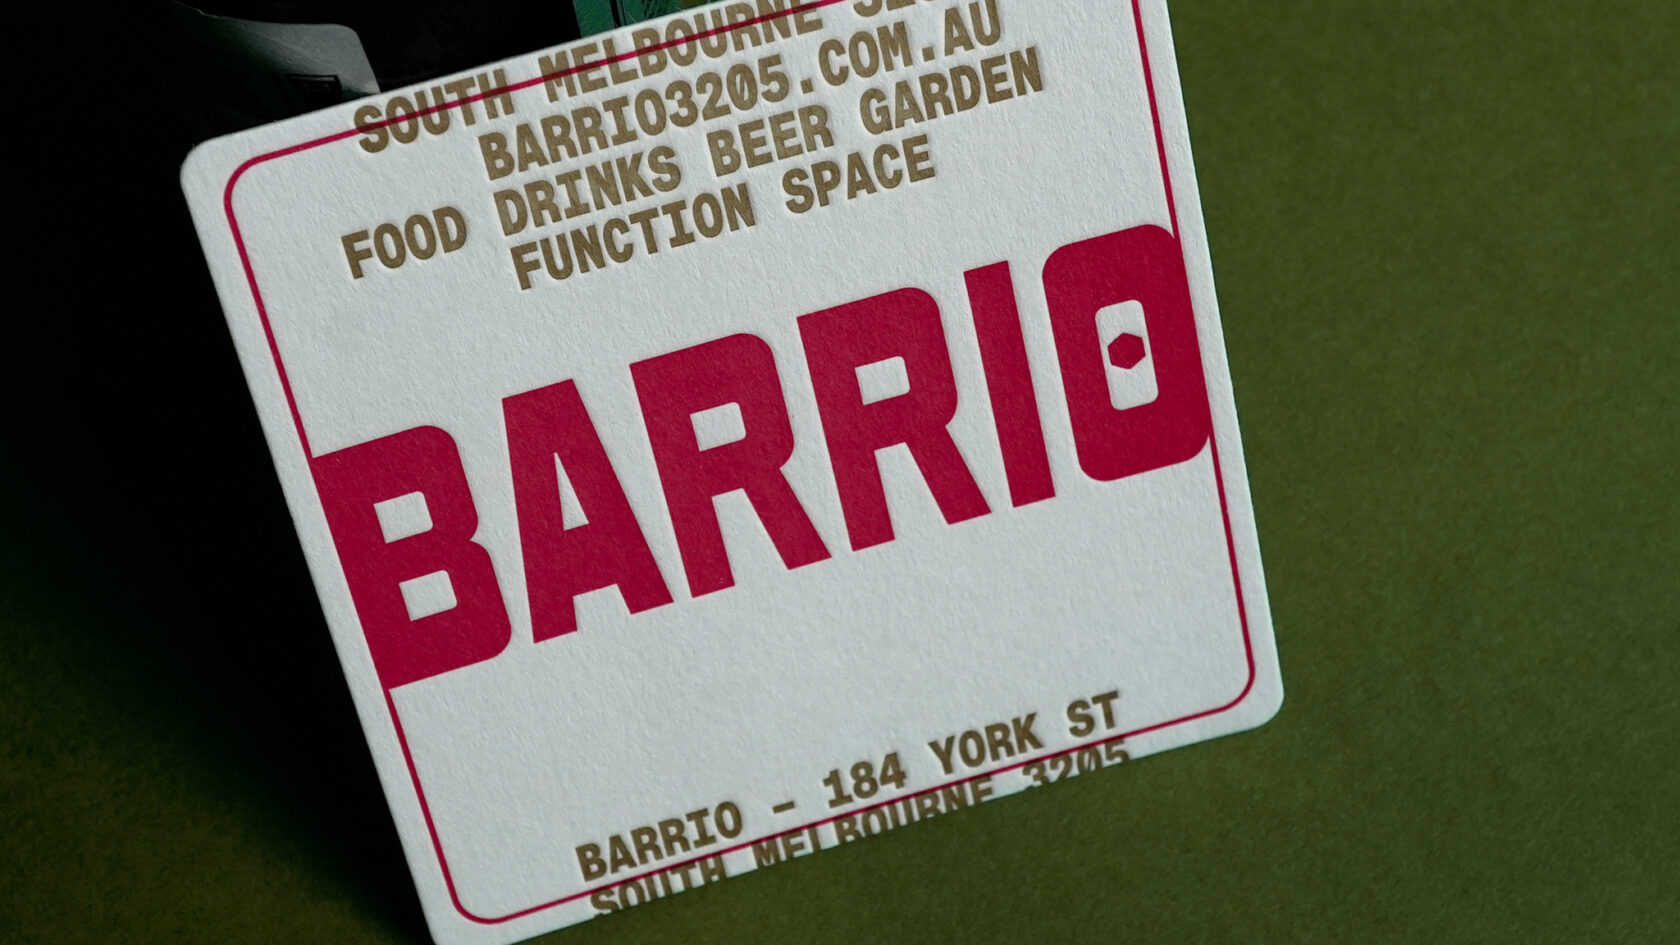 SOUTH MELBOURNE
BARRIO3205.COM.AU
DRINKS BEER GARDEN
FOOD
FUNCTION SPACE
BARRIO
BARRIO – 184 YORK ST
SOUTH MELBOURNE 3205